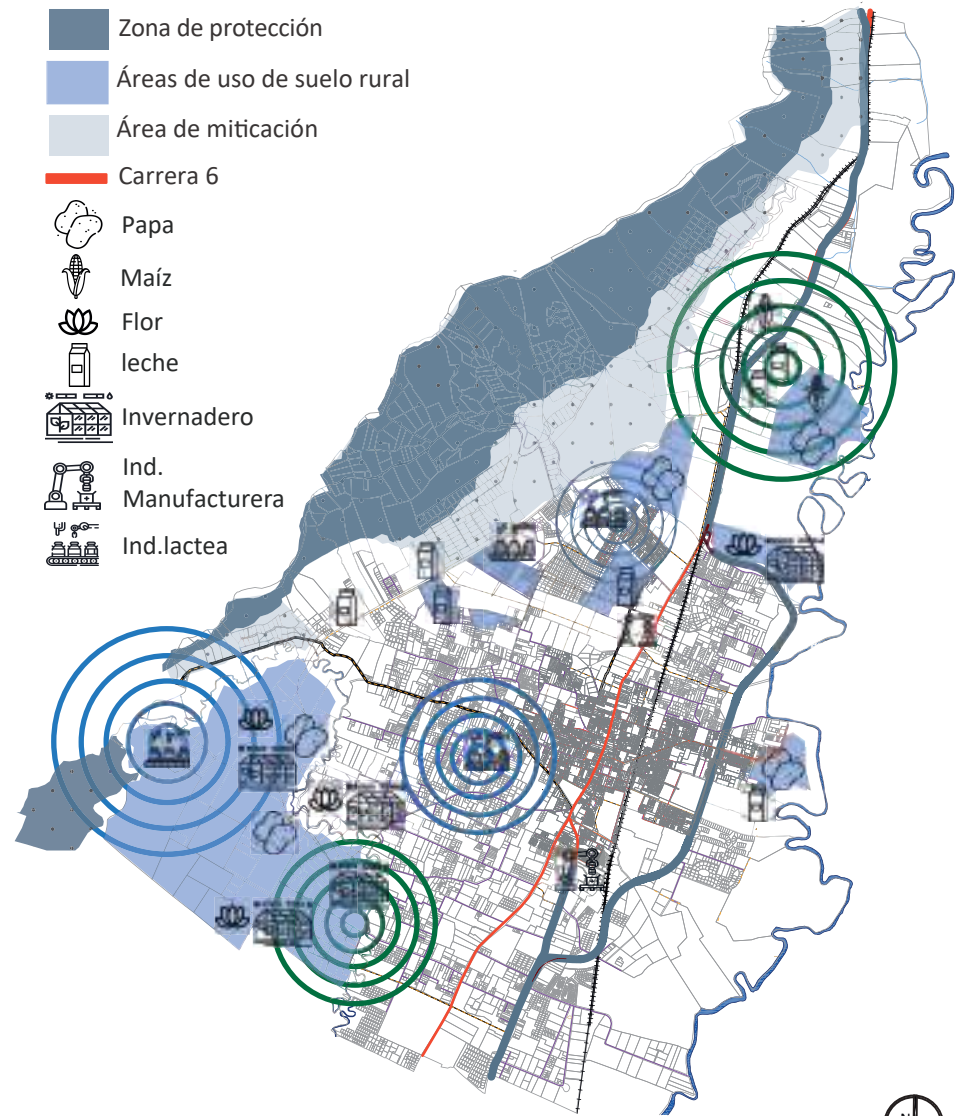 Zona de protección
Áreas de uso de suelo rural
Área de miticación
Carrera 6
Papa
Maíz
Flor
leche
Invernadero
Ind.
Manufacturera
Ind.lactea
N